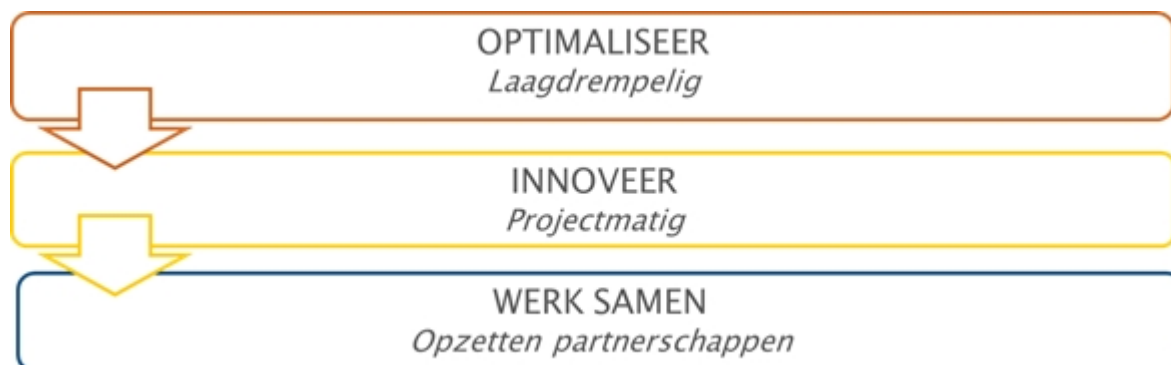 OPTIMALISEER
Laagdrempelig
INNOVEER
Projectmatig
WERK SAMEN
Opzetten partnerschappen